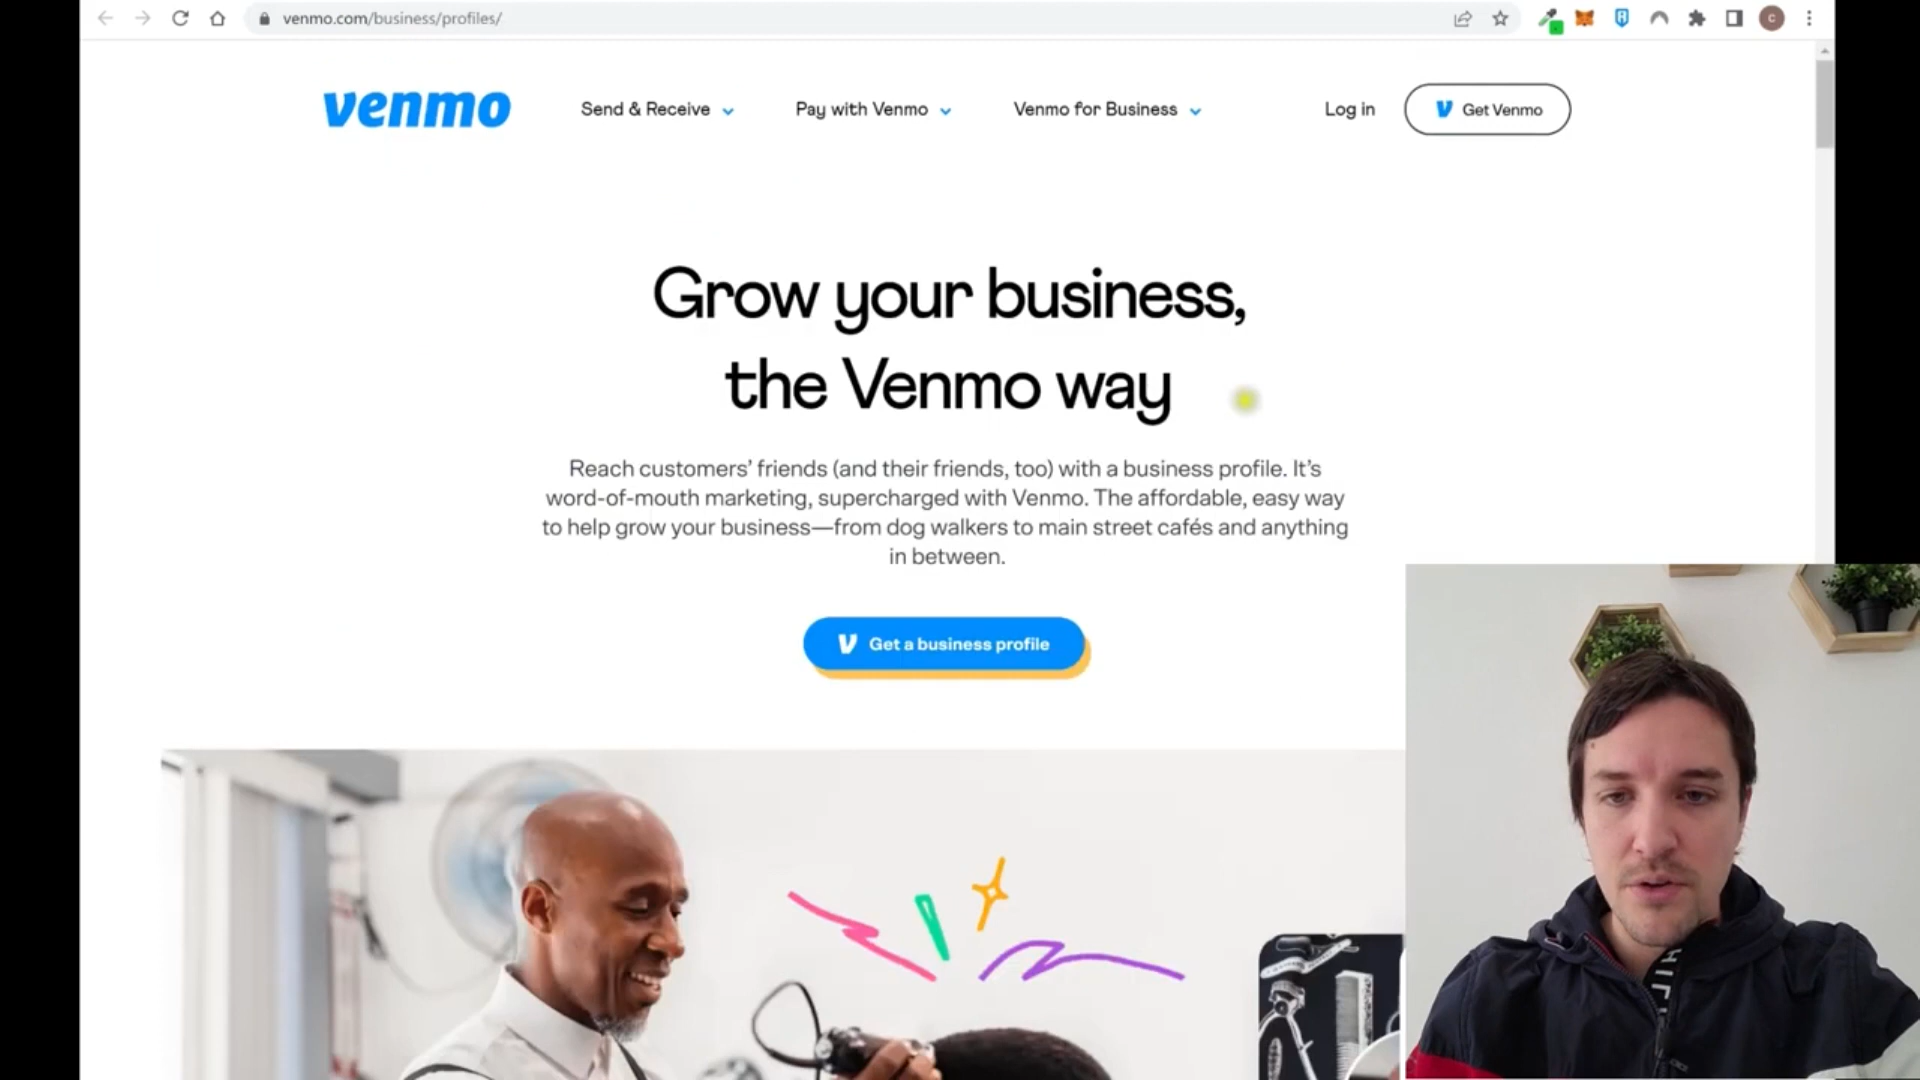 venmo.com/business/profiles/
C
venmo
Send & Receive
Pay with Venmo
Venmo for Business
Log in
Get Venmo
Grow your business,
the Venmo way
Reach customers’ friends (and their friends, too) with a business profile. It’s
word-of-mouth marketing, supercharged with Venmo. The affordable, easy way
to help grow your business—from dog walkers to main street cafés and anything
in between.
Get a business profile